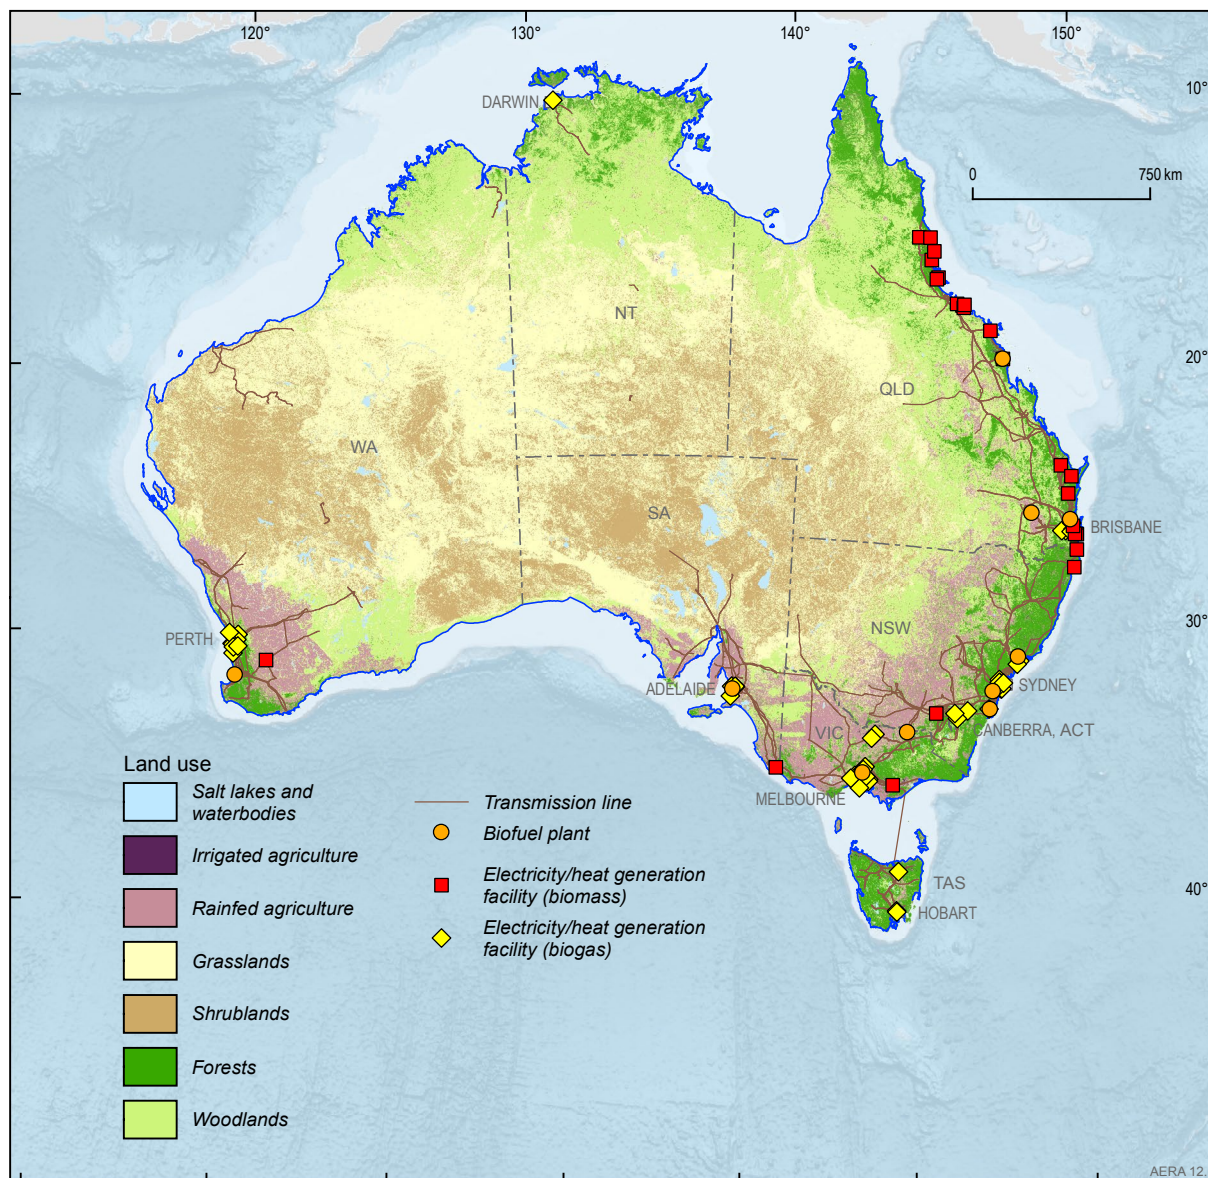 120°
130°
140°
150°
10°
DARWIN
0
750 km
NT
20°
QLD
WA
SA
BRISBANE
30°
PERTH
NSW
ADELAIDE
SYDNEY
VIC
CANBERRA, ACT
MELBOURNE
TAS
40°
HOBART
Land use
Salt lakes and
waterbodies
Irrigated agriculture
Rainfed agriculture
Grasslands
Shrublands
Forests
Woodlands
Transmission line
Biofuel plant
Electricity/heat generation
facility (biomass)
Electricity/heat generation
facility (biogas)
AERA 12.